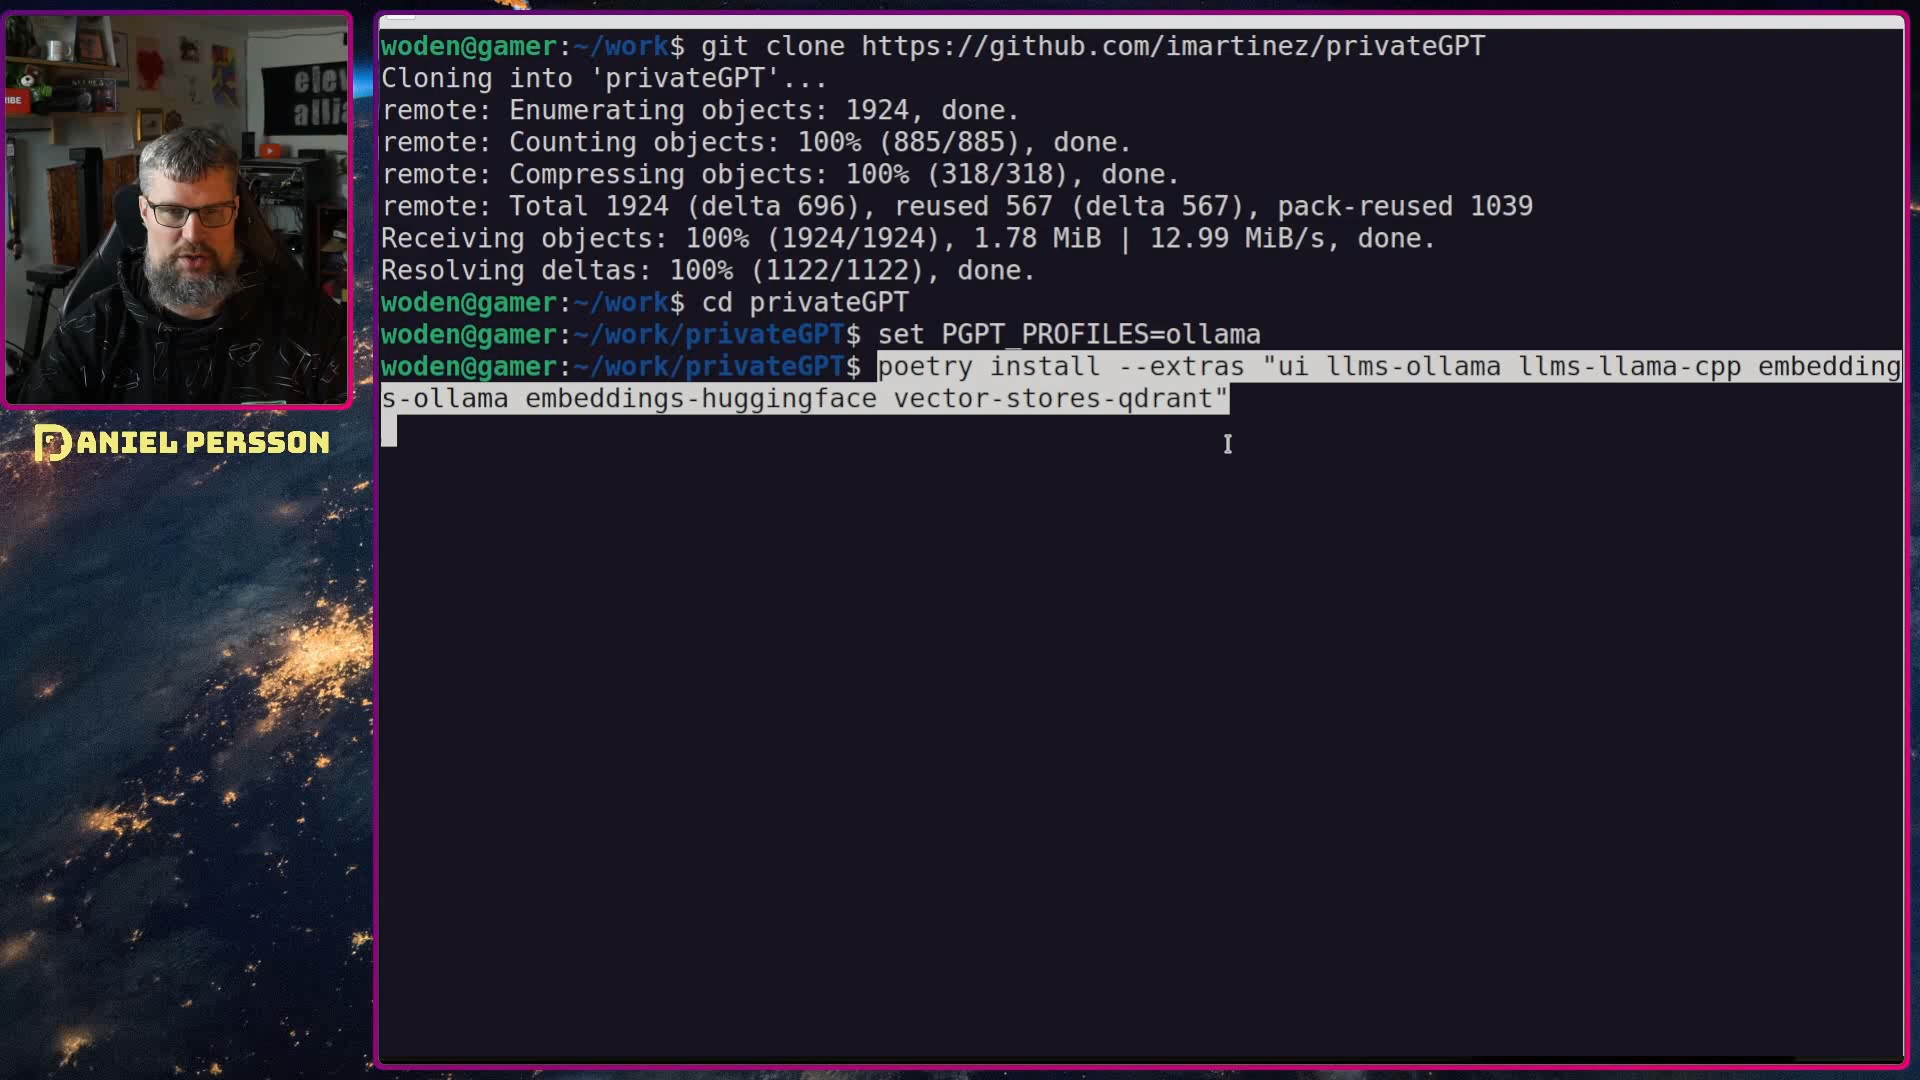 woden@gamer:~/work$ git clone https://github.com/imartinez/privateGPT
Cloning into 'privateGPT'...
remote: Enumerating objects: 1924, done.
remote: Counting objects: 100% (885/885), done.
remote: Compressing objects: 100% (318/318), done.
remote: Total 1924 (delta 696), reused 567 (delta 567), pack-reused 1039
Receiving objects: 100% (1924/1924), 1.78 MiB | 12.99 MiB/s, done.
Resolving deltas: 100% (1122/1122), done.
woden@gamer:~/work$ cd privateGPT
woden@gamer:~/work/privateGPT$ set PGPT_PROFILES=ollama
woden@gamer:~/work/privateGPT$ poetry install --extras "ui llms-ollama llms-llama-cpp embedding
s-ollama embeddings-huggingface vector-stores-qdrant"
DANIEL PERSSON